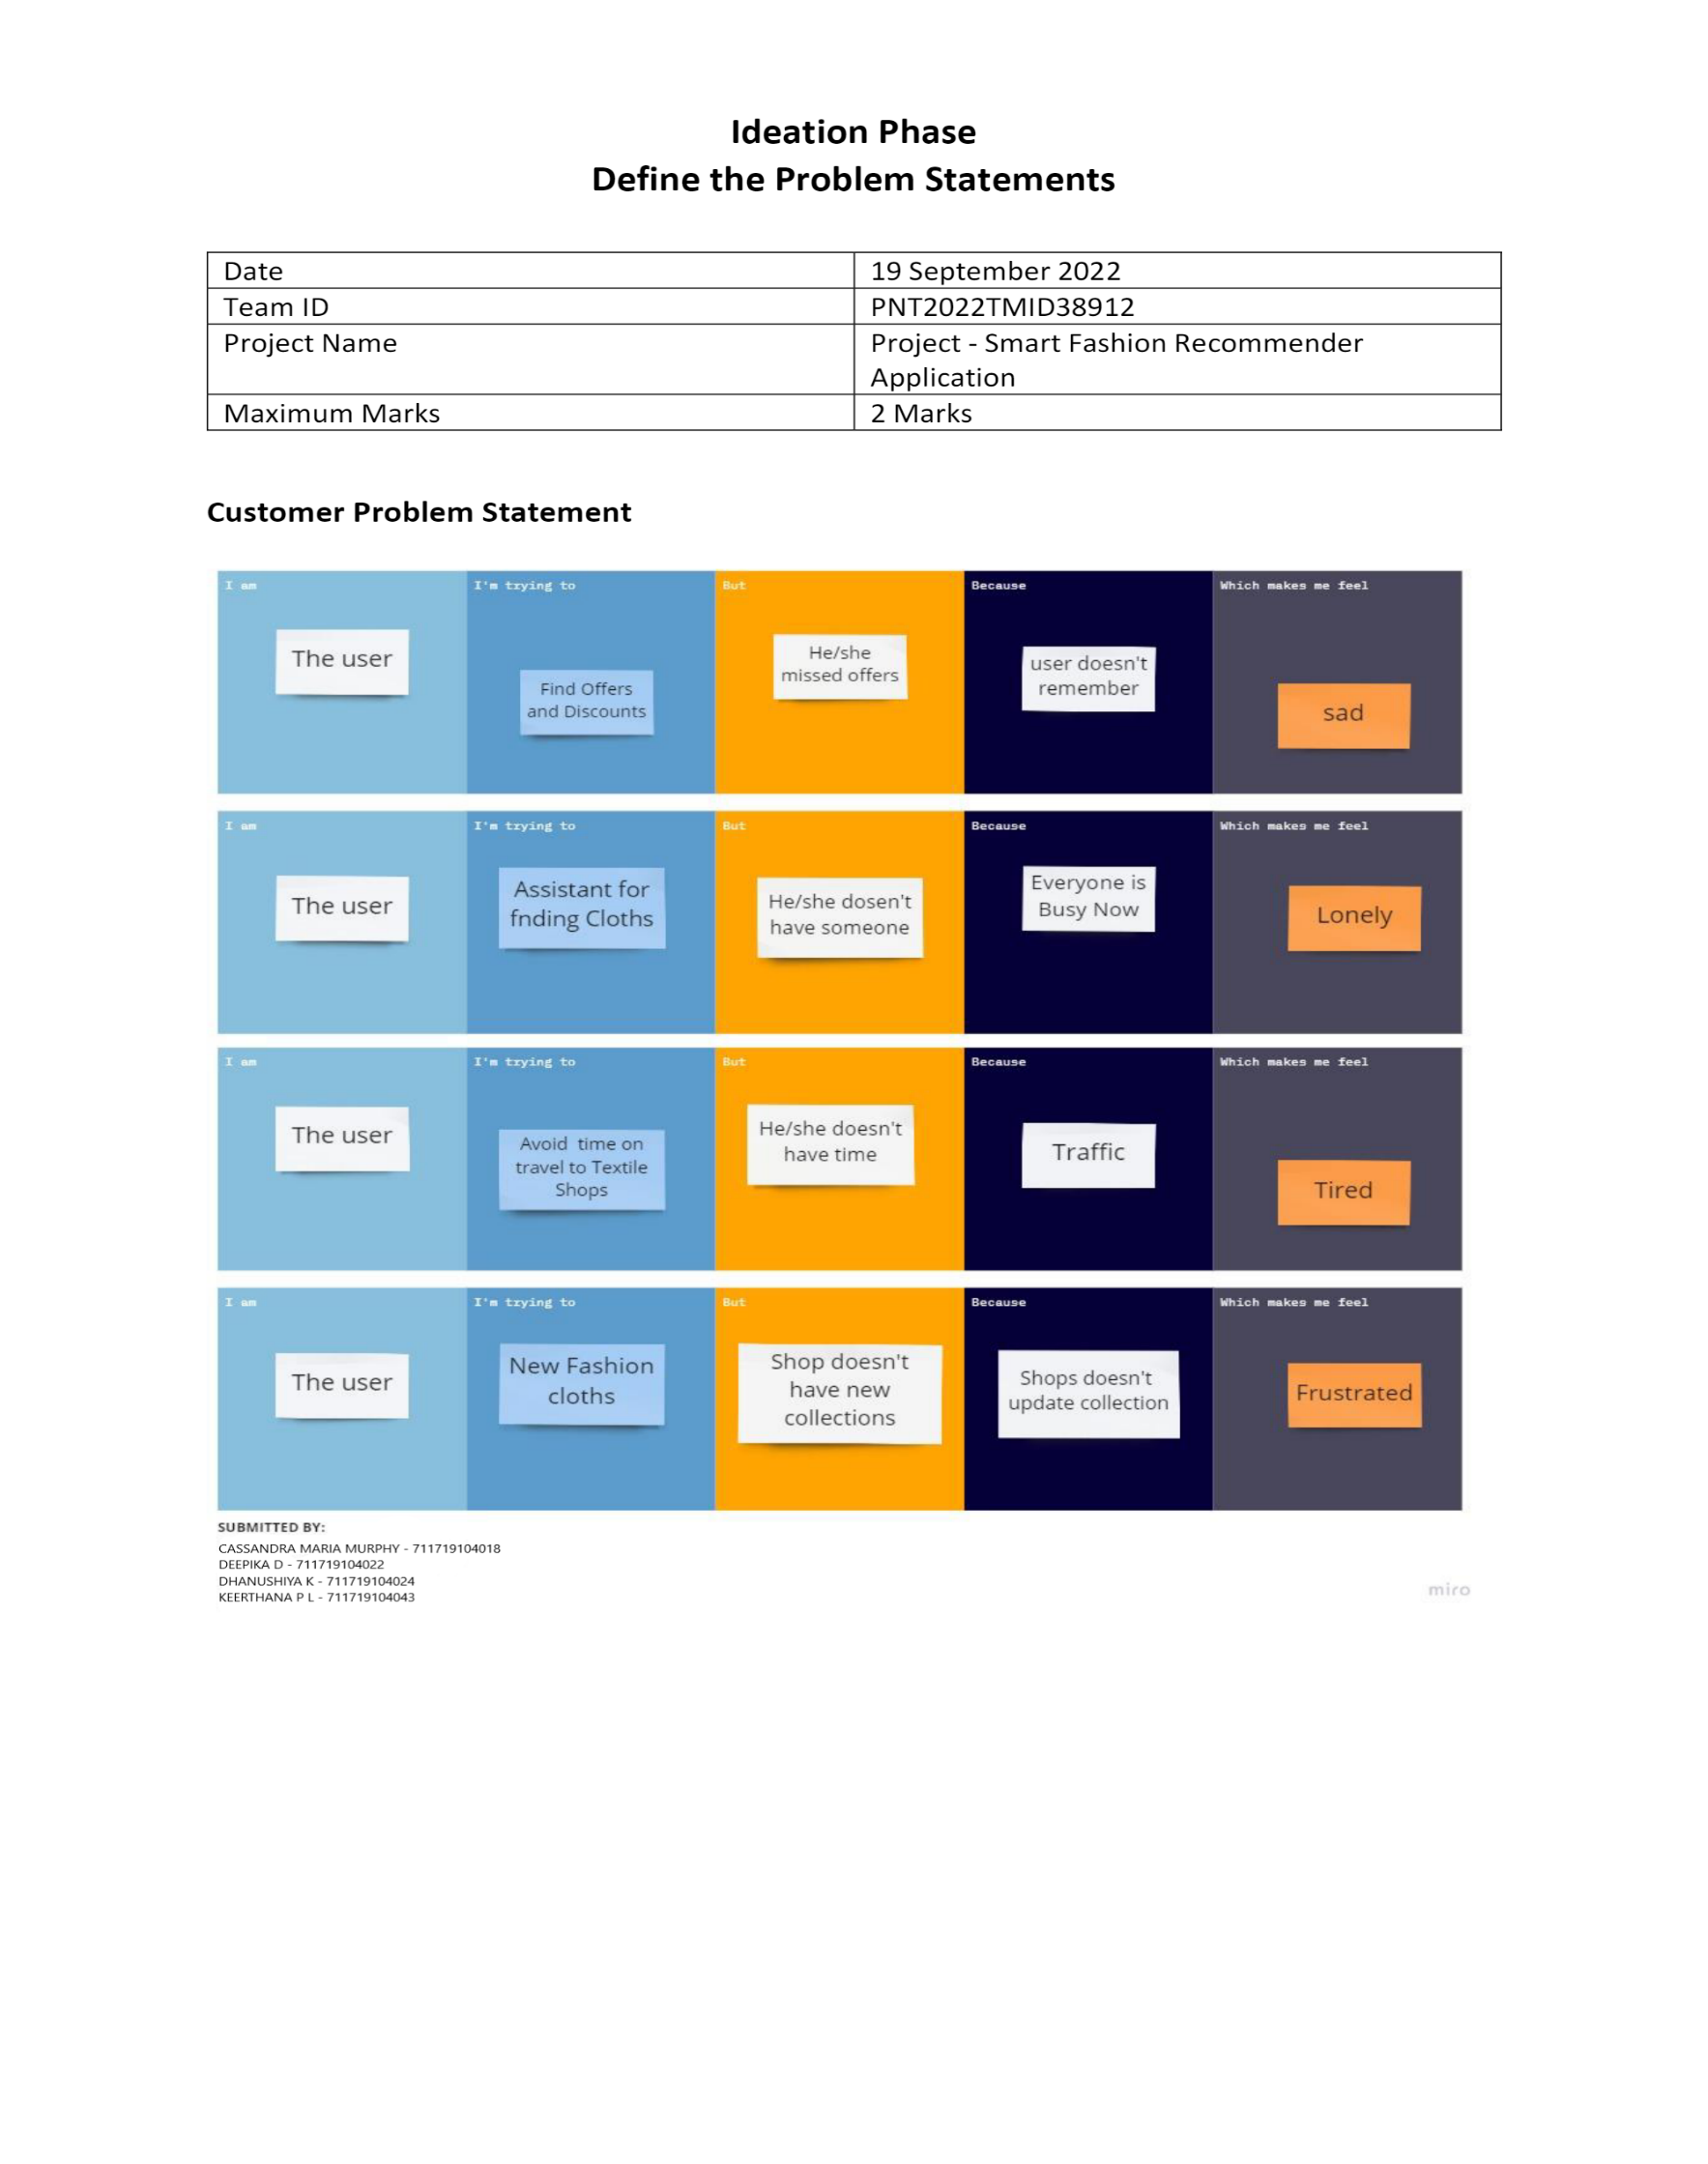 Ideation Phase
Define the Problem Statements
Date
19 September 2022
Team ID
PNT2022TMID38912
Project Name
Project - Smart Fashion Recommender
Application
Maximum Marks
2 Marks
Customer Problem Statement
I am
The user
I'm trying to
Find Offers
and Discounts
But
He/she
missed offers
Because
user doesn't
remember
Which makes me feel
sad
I am
The user
I'm trying to
Assistant for
fnding Cloths
But
He/she dosen't
have someone
Because
Everyone is
Busy Now
Which makes me feel
Lonely
I am
The user
I'm trying to
Avoid time on
travel to Textile
Shops
But
He/she doesn't
have time
Because
Traffic
Which makes me feel
Tired
I am
The user
I'm trying to
New Fashion
cloths
But
Shop doesn't
have new
collections
Because
Shops doesn't
update collection
Which makes me feel
Frustrated
SUBMITTED BY:
CASSANDRA MARIA MURPHY - 711719104018
DEEPIKA D - 711719104022
DHANUSHIYA K - 711719104024
KEERTHANA P L - 711719104043
miro